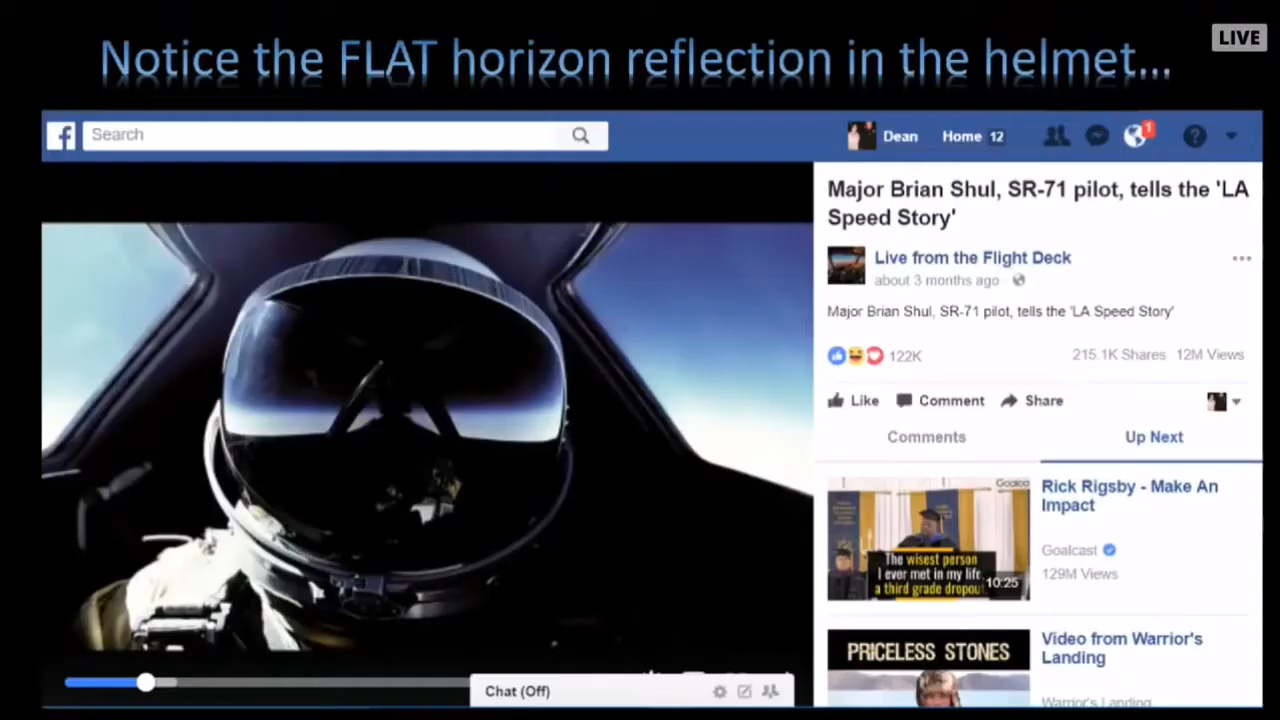 Notice the FLAT horizon reflection in the helmet...
LIVE
f
Search
Dean
Home 12
1
?
Major Brian Shul, SR-71 pilot, tells the 'LA
Speed Story'
Live from the Flight Deck
about 3 months ago
Major Brian Shul, SR-71 pilot, tells the 'LA Speed Story'
122K
215.1K Shares 12M Views
Like Comment Share
Comments
Up Next
Goalca
The wisest person
I ever met in my life,
a third grade dropout
10:25
Rick Rigsby - Make An
Impact
Goalcast
129M Views
PRICELESS STONES
Video from Warrior's
Landing
Warrior's Landing
Chat (Off)